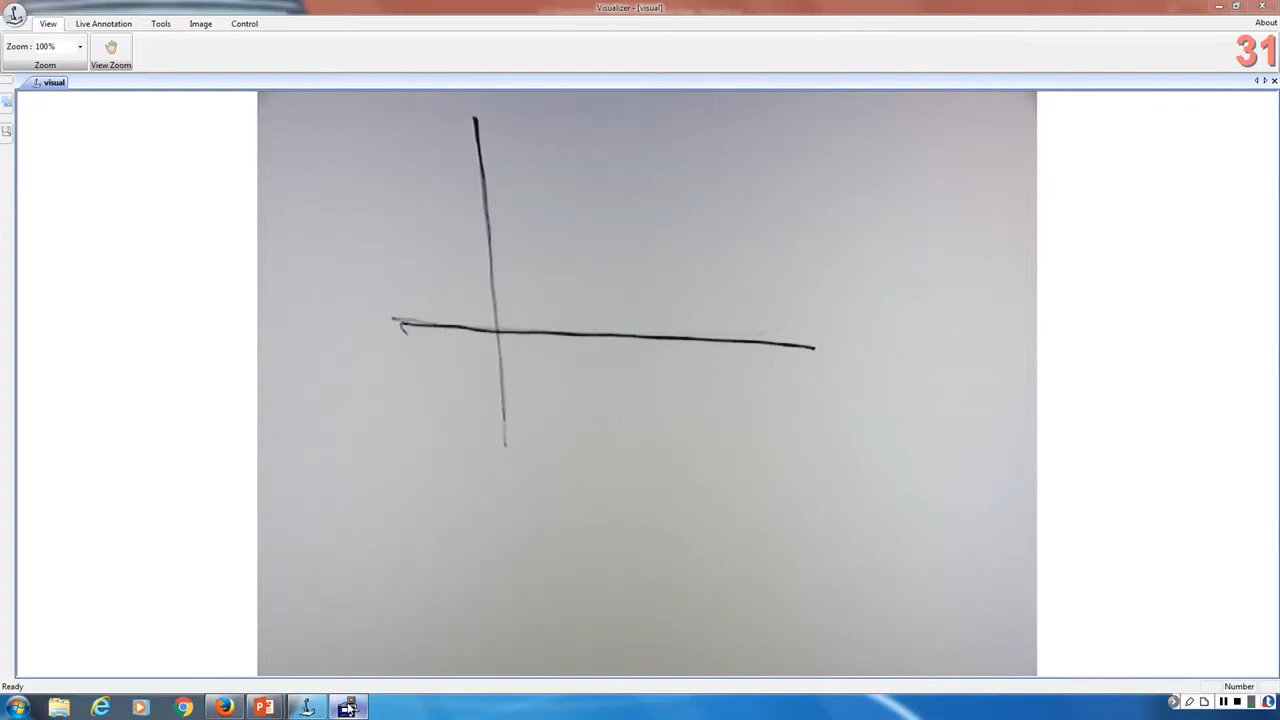 Visualizer - [visual]
View Live Annotation Tools Image Control About
Zoom : 100%
Zoom View Zoom
31
visual
Ready Number